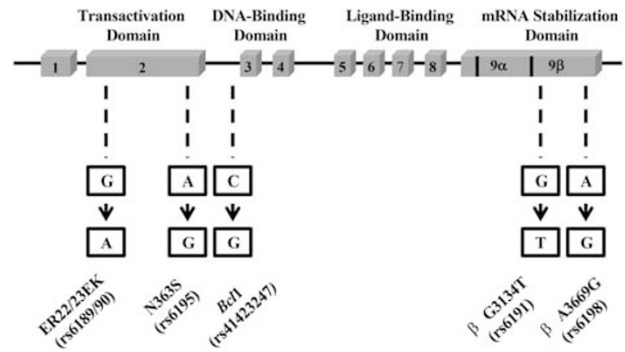 Transactivation Domain
DNA-Binding Domain
Ligand-Binding Domain
mRNA Stabilization Domain
1 2 3 4 5 6 7 8 9α 9β
G A C G A
A G G T G
ER22/23EK (rs6189/90)
N363S (rs6195)
Bcl1 (rs41423247)
β G3134T (rs6191)
β A3669G (rs6198)